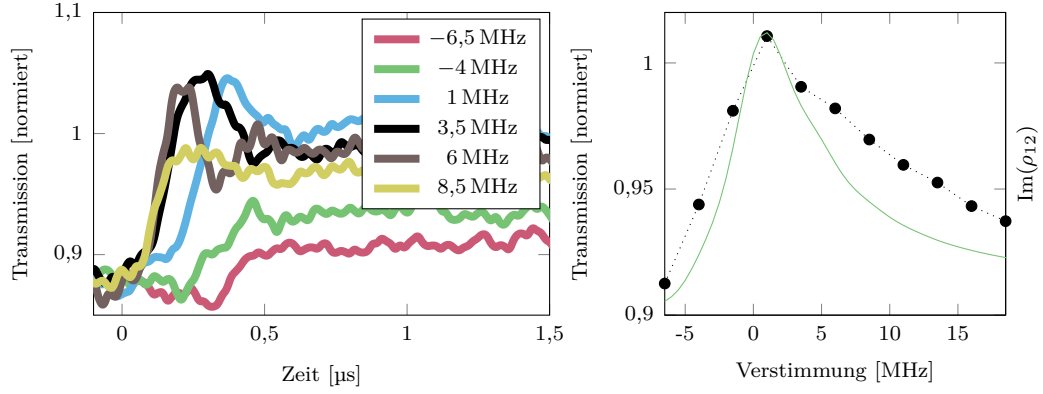 1,1
1
0,9
Transmission [normiert]
−6,5 MHz
−4 MHz
1 MHz
3,5 MHz
6 MHz
8,5 MHz
0
0,5
1
1,5
Zeit [µs]
1
0,95
0,9
Transmission [normiert]
Im(ρ12)
-5
0
5
10
15
Verstimmung [MHz]